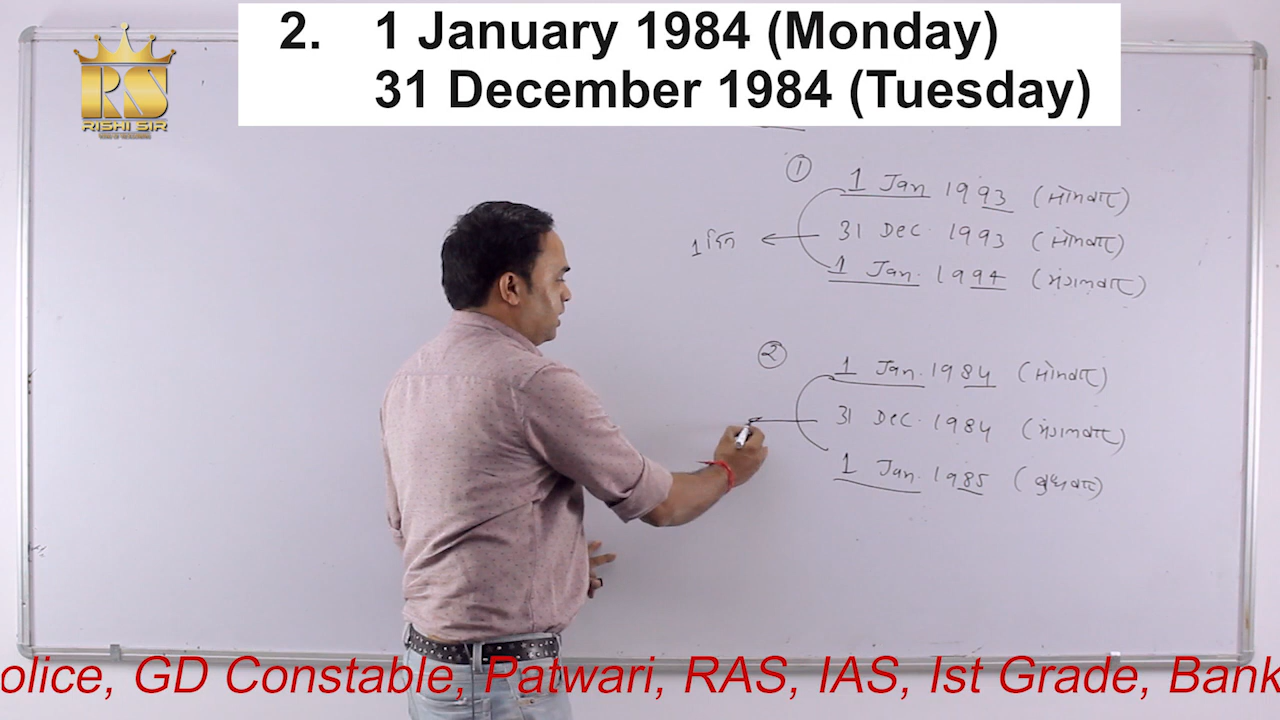 2. 1 January 1984 (Monday)
31 December 1984 (Tuesday)
RS
RISHI SIR
① 1 Jan 1993 (सोमवार)
1 दिन ← 31 Dec. 1993 (सोमवार)
1 Jan. 1994 (मंगलवार)
② 1 Jan. 1984 (सोमवार)
31 Dec. 1984 (मंगलवार)
1 Jan. 1985 (बुधवार)
olice, GD Constable, Patwari, RAS, IAS, Ist Grade, Bank